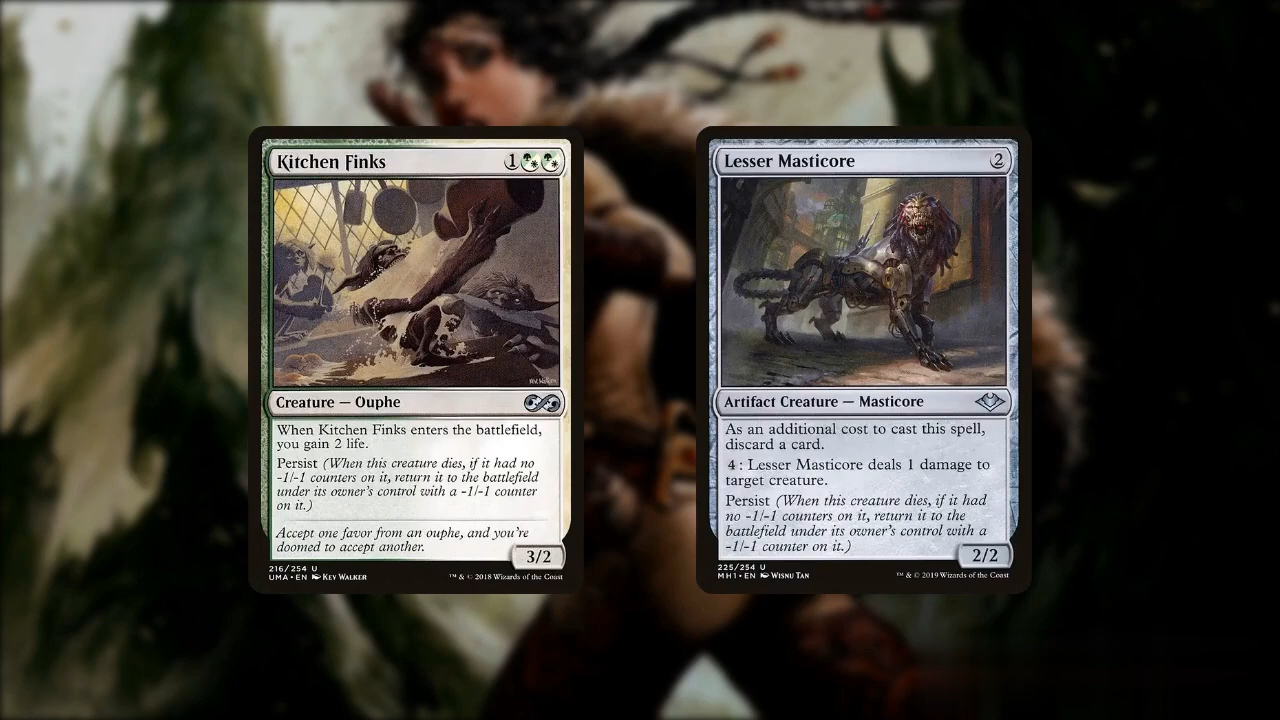 Kitchen Finks 1
Creature — Ouphe
When Kitchen Finks enters the battlefield,
you gain 2 life.
Persist (When this creature dies, if it had no
-1/-1 counters on it, return it to the battlefield
under its owner's control with a -1/-1 counter
on it.)
Accept one favor from an ouphe, and you're
doomed to accept another.
3/2
216/254 U
UMA • EN Kev Walker
™ & © 2018 Wizards of the Coast
Lesser Masticore 2
Artifact Creature — Masticore
As an additional cost to cast this spell,
discard a card.
4 : Lesser Masticore deals 1 damage to
target creature.
Persist (When this creature dies, if it had
no -1/-1 counters on it, return it to the
battlefield under its owner's control with a
-1/-1 counter on it.)
2/2
225/254 U
MH1 • EN Wisnu Tan
™ & © 2019 Wizards of the Coast